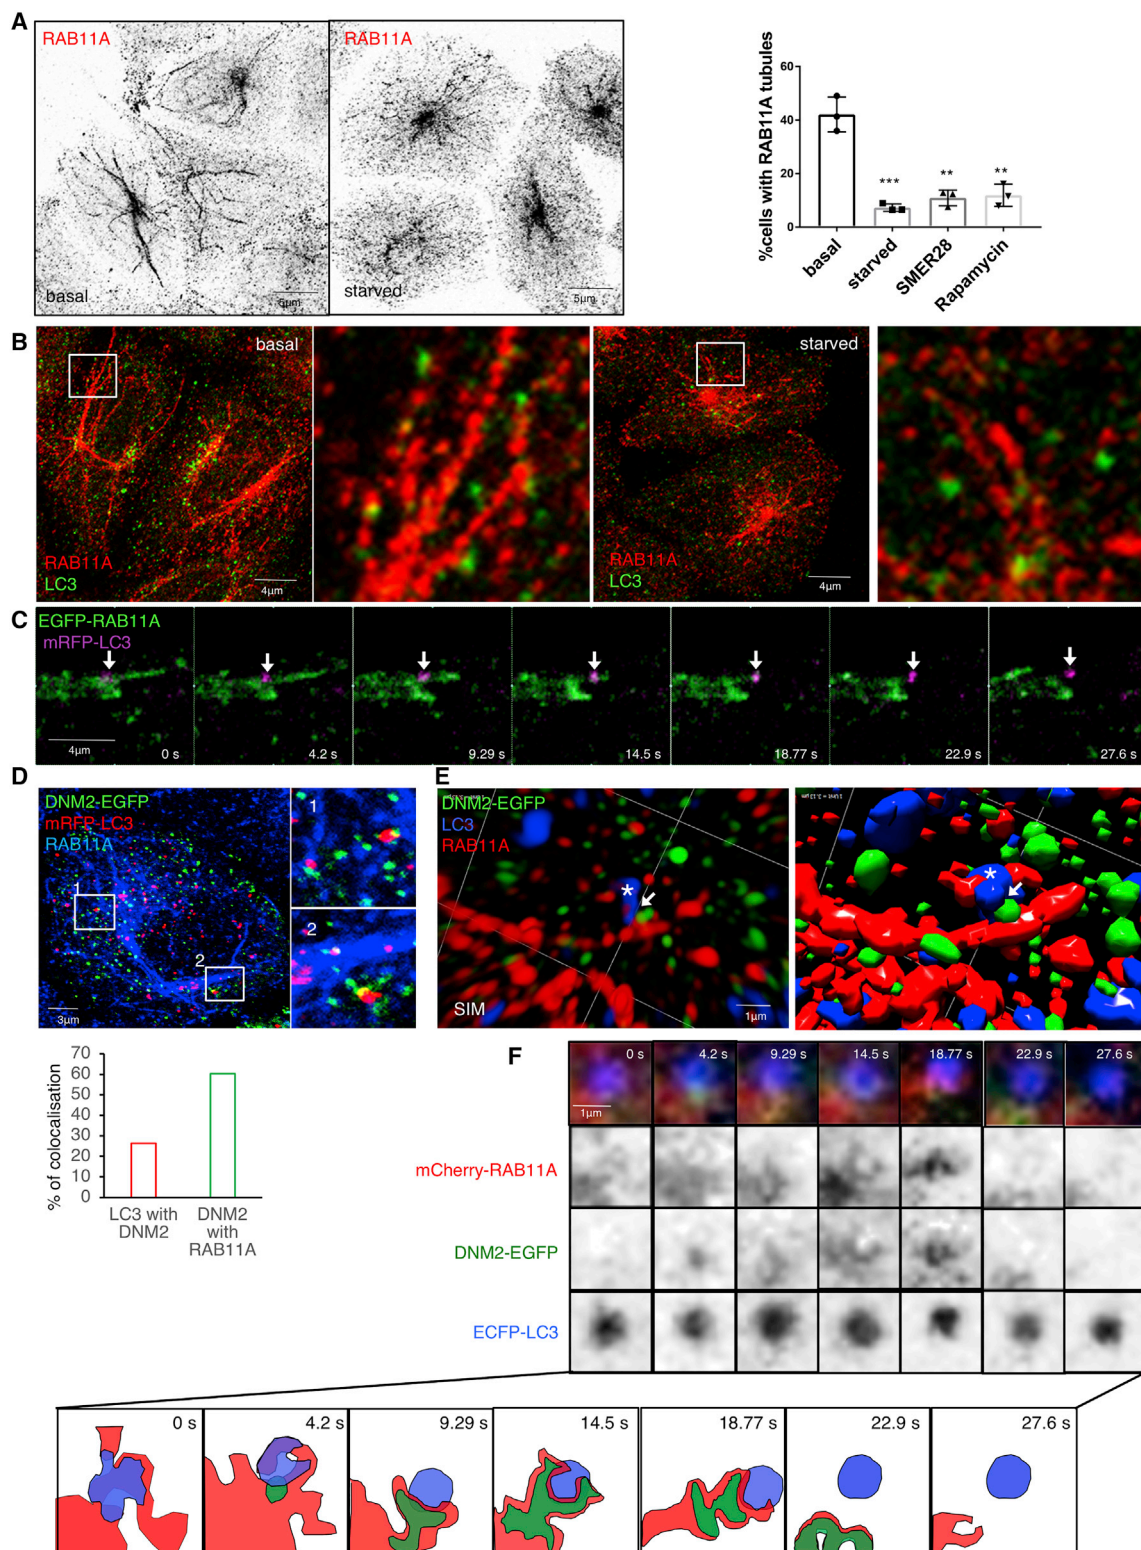 A
RAB11A
basal
5µm
RAB11A
starved
5µm
%cells with RAB11A tubules
60
40
20
0
***
**
**
basal
starved
SMER28
Rapamycin
B
basal
RAB11A
LC3
4µm
starved
RAB11A
LC3
4µm
C
EGFP-RAB11A
mRFP-LC3
4µm
0 s
4.2 s
9.29 s
14.5 s
18.77 s
22.9 s
27.6 s
D
DNM2-EGFP
mRFP-LC3
RAB11A
1
2
3µm
1
2
E
DNM2-EGFP
LC3
RAB11A
*
SIM
1µm
*
% of colocalisation
70
60
50
40
30
20
10
0
LC3 with
DNM2
DNM2
with
RAB11A
F
0 s
4.2 s
9.29 s
14.5 s
18.77 s
22.9 s
27.6 s
1µm
mCherry-RAB11A
DNM2-EGFP
ECFP-LC3
0 s
4.2 s
9.29 s
14.5 s
18.77 s
22.9 s
27.6 s